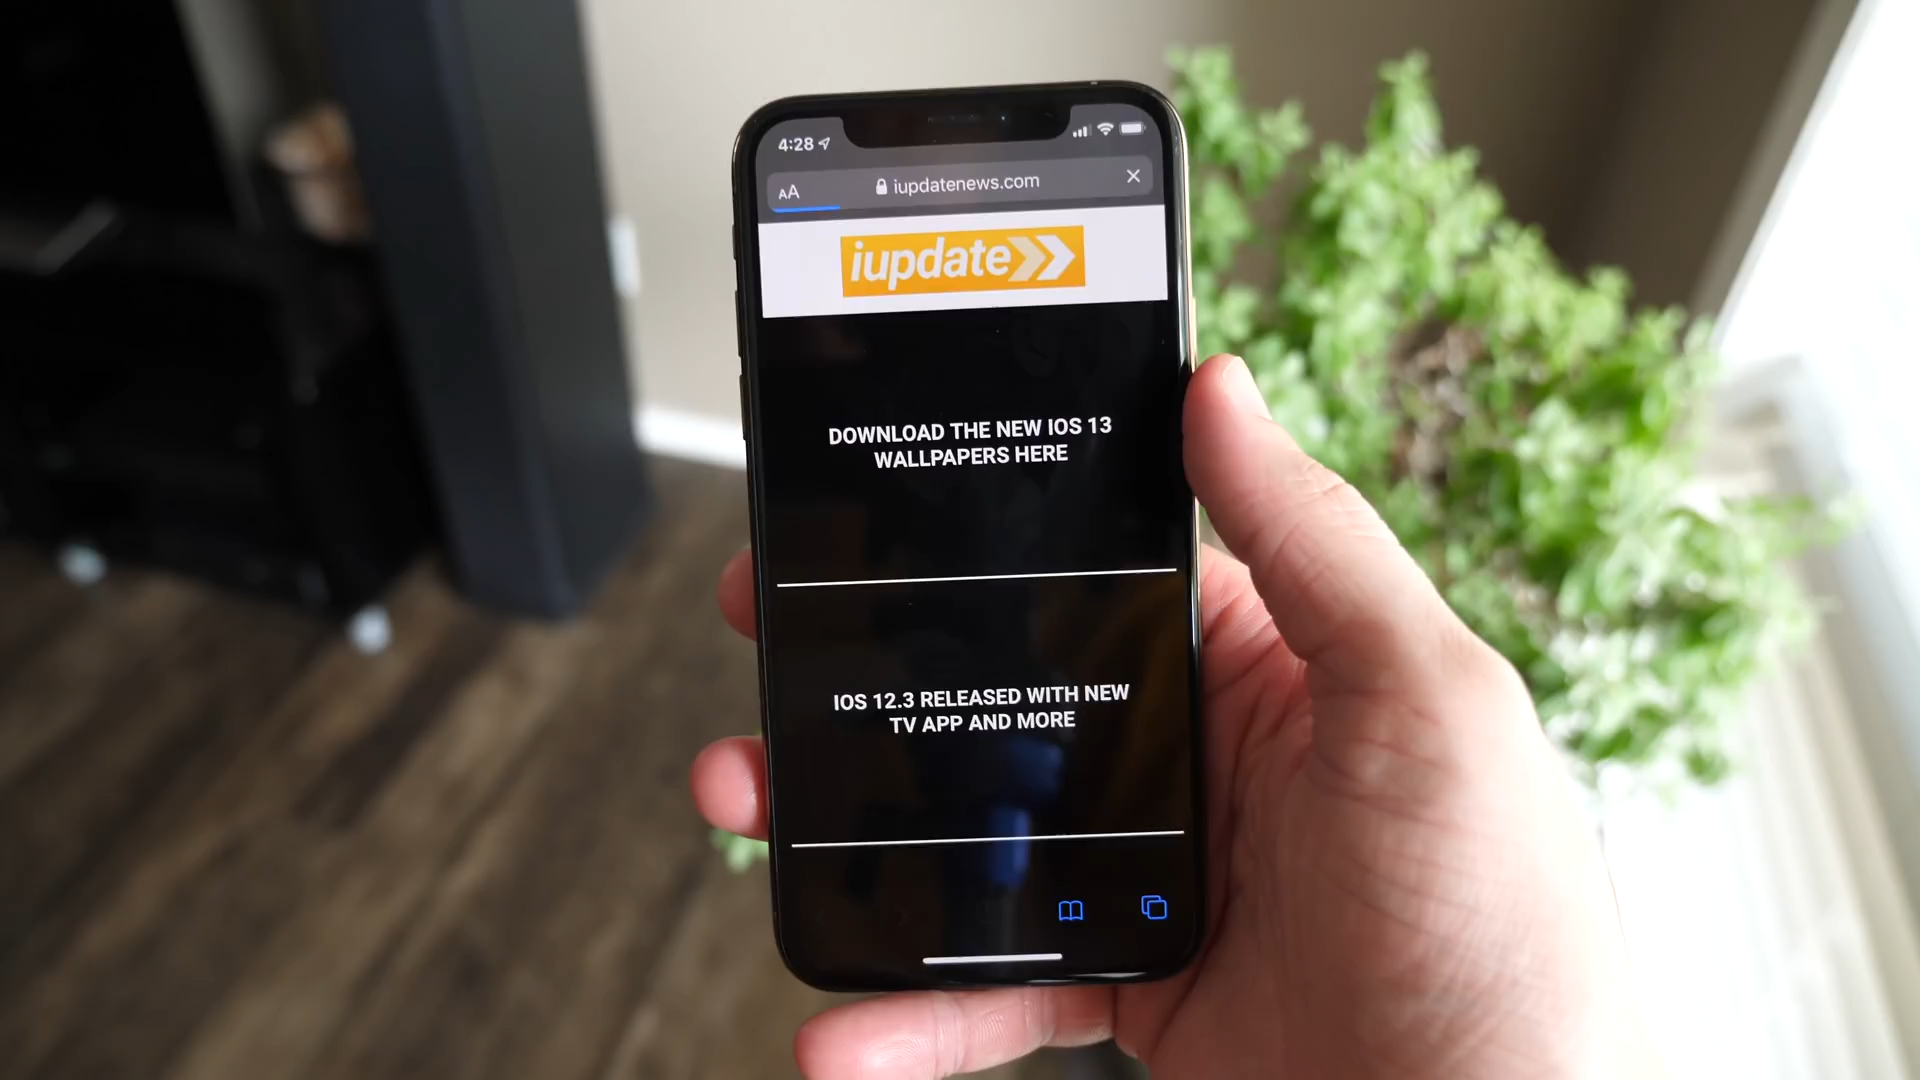 4:28
AA iupdatenews.com
iupdate
DOWNLOAD THE NEW IOS 13
WALLPAPERS HERE
IOS 12.3 RELEASED WITH NEW
TV APP AND MORE